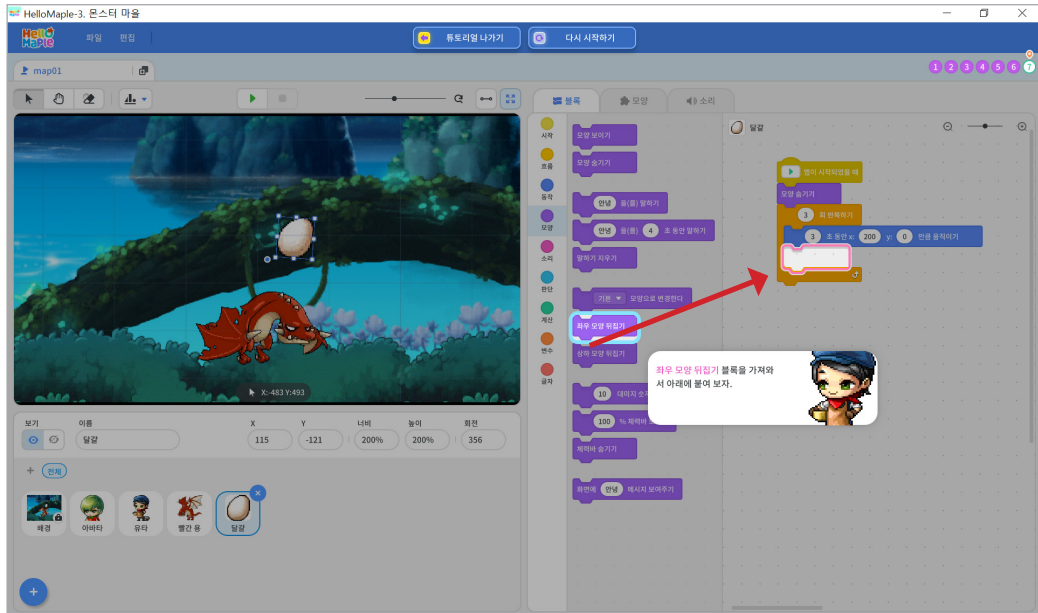 HelloMaple-3. 몬스터 마을
Hello Maple
파일 편집
튜토리얼 나가기
다시 시작하기
map01
1 2 3 4 5 6 7
블록 모양 소리
시작
흐름
동작
모양
소리
판단
계산
변수
글자
모양 보이기
모양 숨기기
안녕 을(를) 말하기
안녕 을(를) 4 초 동안 말하기
말하기 지우기
기본 모양으로 변경한다
좌우 모양 뒤집기
상하 모양 뒤집기
10 데미지 숫자
100 % 체력바
체력바 숨기기
화면에 안녕 메시지 보여주기
달걀
맵이 시작되었을 때
모양 숨기기
3 회 반복하기
3 초 동안 x: 200 y: 0 만큼 움직이기
좌우 모양 뒤집기 블록을 가져와
서 아래에 붙여 보자.
X:-483 Y:493
보기 이름 X Y 너비 높이 회전
달걀 115 -121 200% 200% 356
전체
배경 아바타 유타 빨간 용 달걀